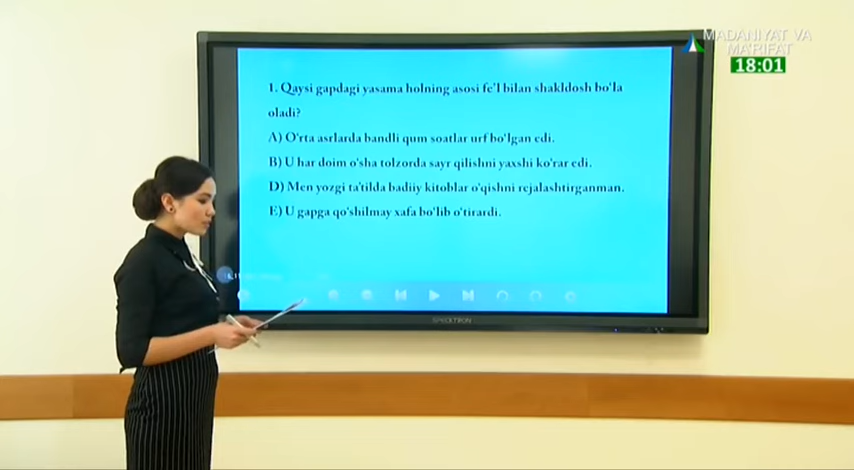 MADANIYAT VA
MA'RIFAT
18:01
1. Qaysi gapdagi yasama holning asosi fe'l bilan shakldosh bo'la
oladi?
A) O'rta asrlarda bandli qum soatlar urf bo'lgan edi.
B) U har doim o'sha tolzorda sayr qilishni yaxshi ko'rar edi.
D) Men yozgi ta'tilda badiiy kitoblar o'qishni rejalashtirganman.
E) U gapga qo'shilmay xafa bo'lib o'tirardi.
SPECKTRON